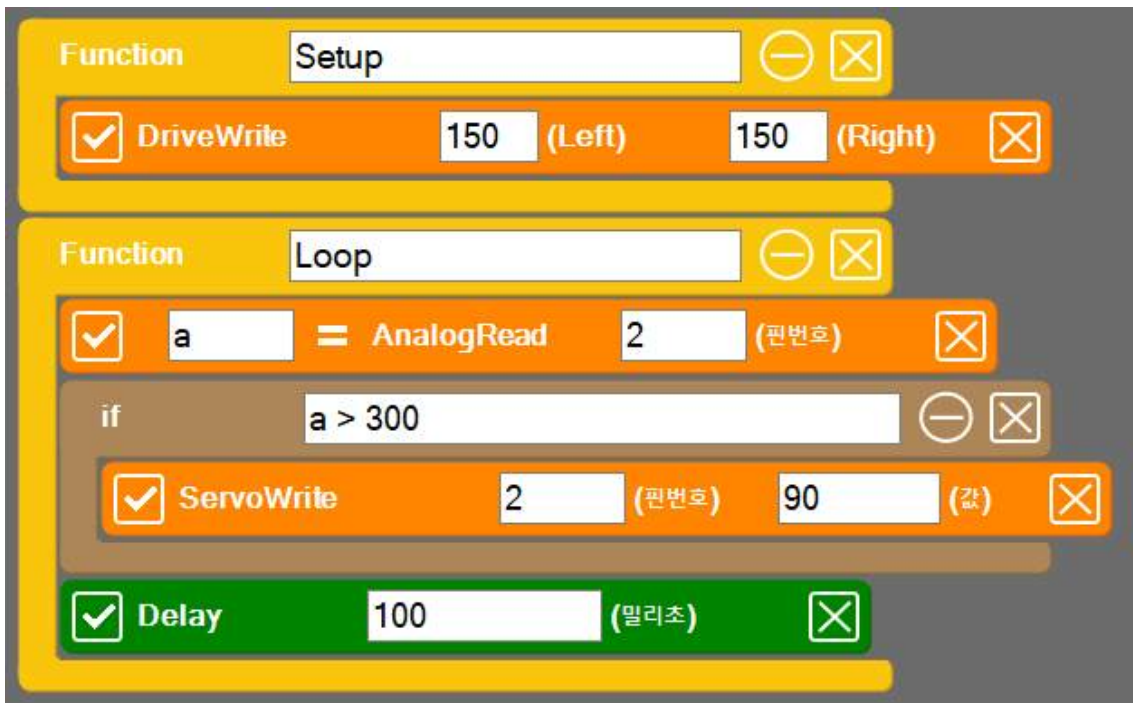 Function Setup
DriveWrite 150 (Left) 150 (Right)
Function Loop
a = AnalogRead 2 (핀번호)
if a > 300
ServoWrite 2 (핀번호) 90 (값)
Delay 100 (밀리초)